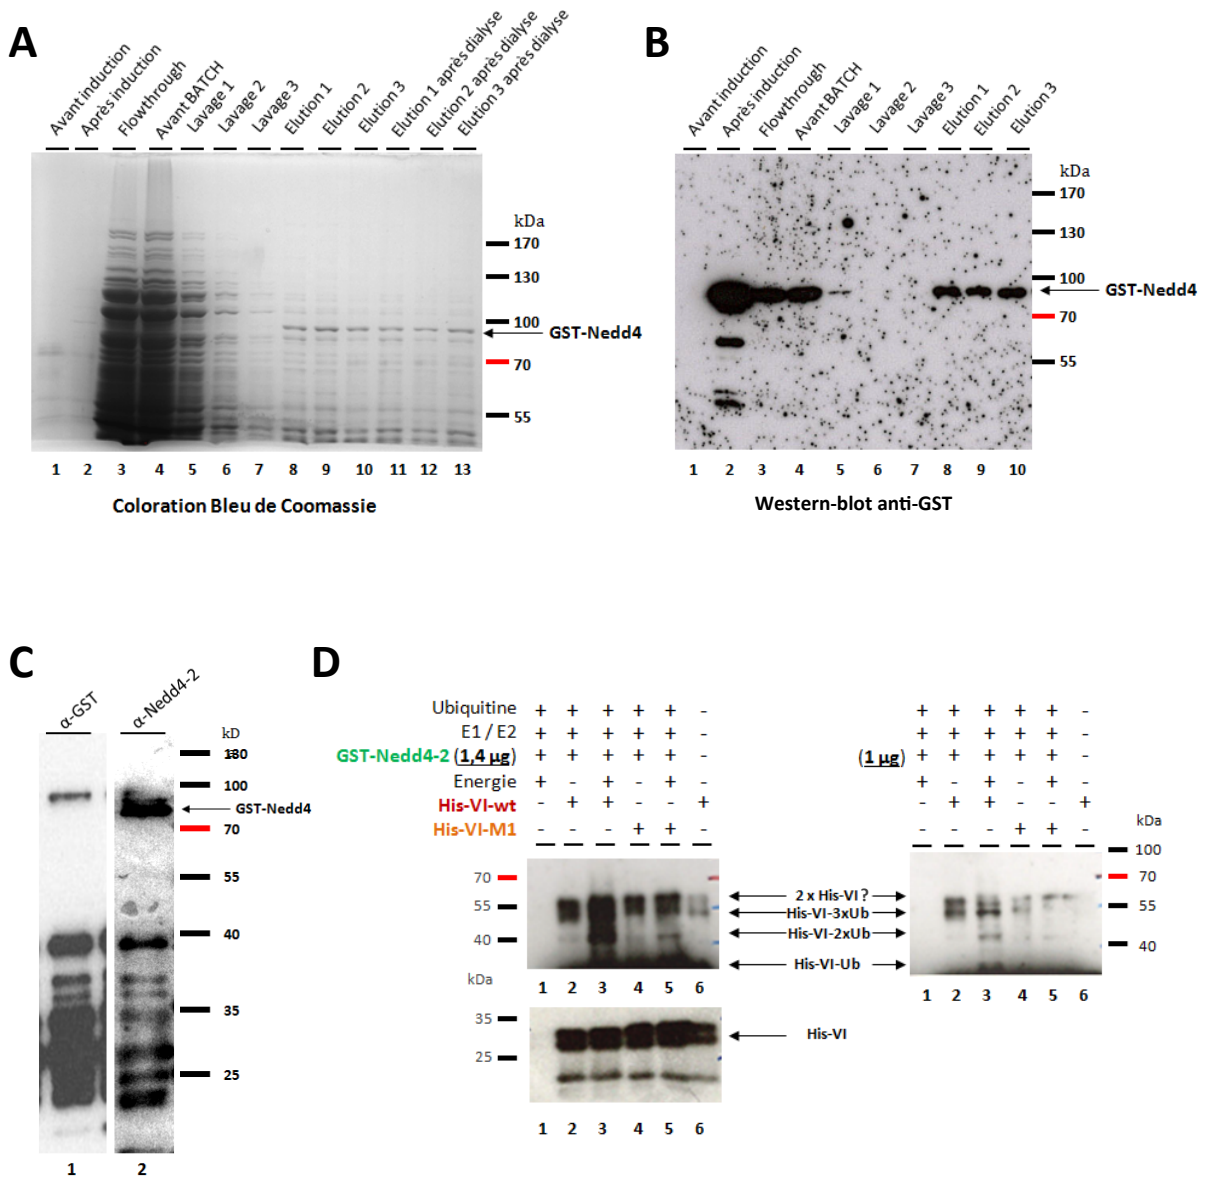 A
Avant induction
Après induction
Flowthrough
Avant BATCH
Lavage 1
Lavage 2
Lavage 3
Elution 1
Elution 2
Elution 3
Elution 1 après dialyse
Elution 2 après dialyse
Elution 3 après dialyse
kDa
170
130
100
GST-Nedd4
70
55
1 2 3 4 5 6 7 8 9 10 11 12 13
Coloration Bleu de Coomassie
B
Avant induction
Après induction
Flowthrough
Avant BATCH
Lavage 1
Lavage 2
Lavage 3
Elution 1
Elution 2
Elution 3
kDa
170
130
100
GST-Nedd4
70
55
1 2 3 4 5 6 7 8 9 10
Western-blot anti-GST
C
α-GST
α-Nedd4-2
kD
100
GST-Nedd4
70
55
40
35
25
1 2
D
Ubiquitine + + + + + -
E1 / E2 + + + + + -
GST-Nedd4-2 (1,4 µg) + + + + + -
Energie + - + - + -
His-VI-wt - + + - - +
His-VI-M1 - - - + + -
70
55
40
kDa
1 2 3 4 5 6
35
25
1 2 3 4 5 6
2 x His-VI ?
His-VI-3xUb
His-VI-2xUb
His-VI-Ub
His-VI
+ + + + + -
+ + + + + -
(1 µg) + + + + + -
+ - + - + -
- + + - - +
- - - + + -
kDa
100
70
55
40
1 2 3 4 5 6